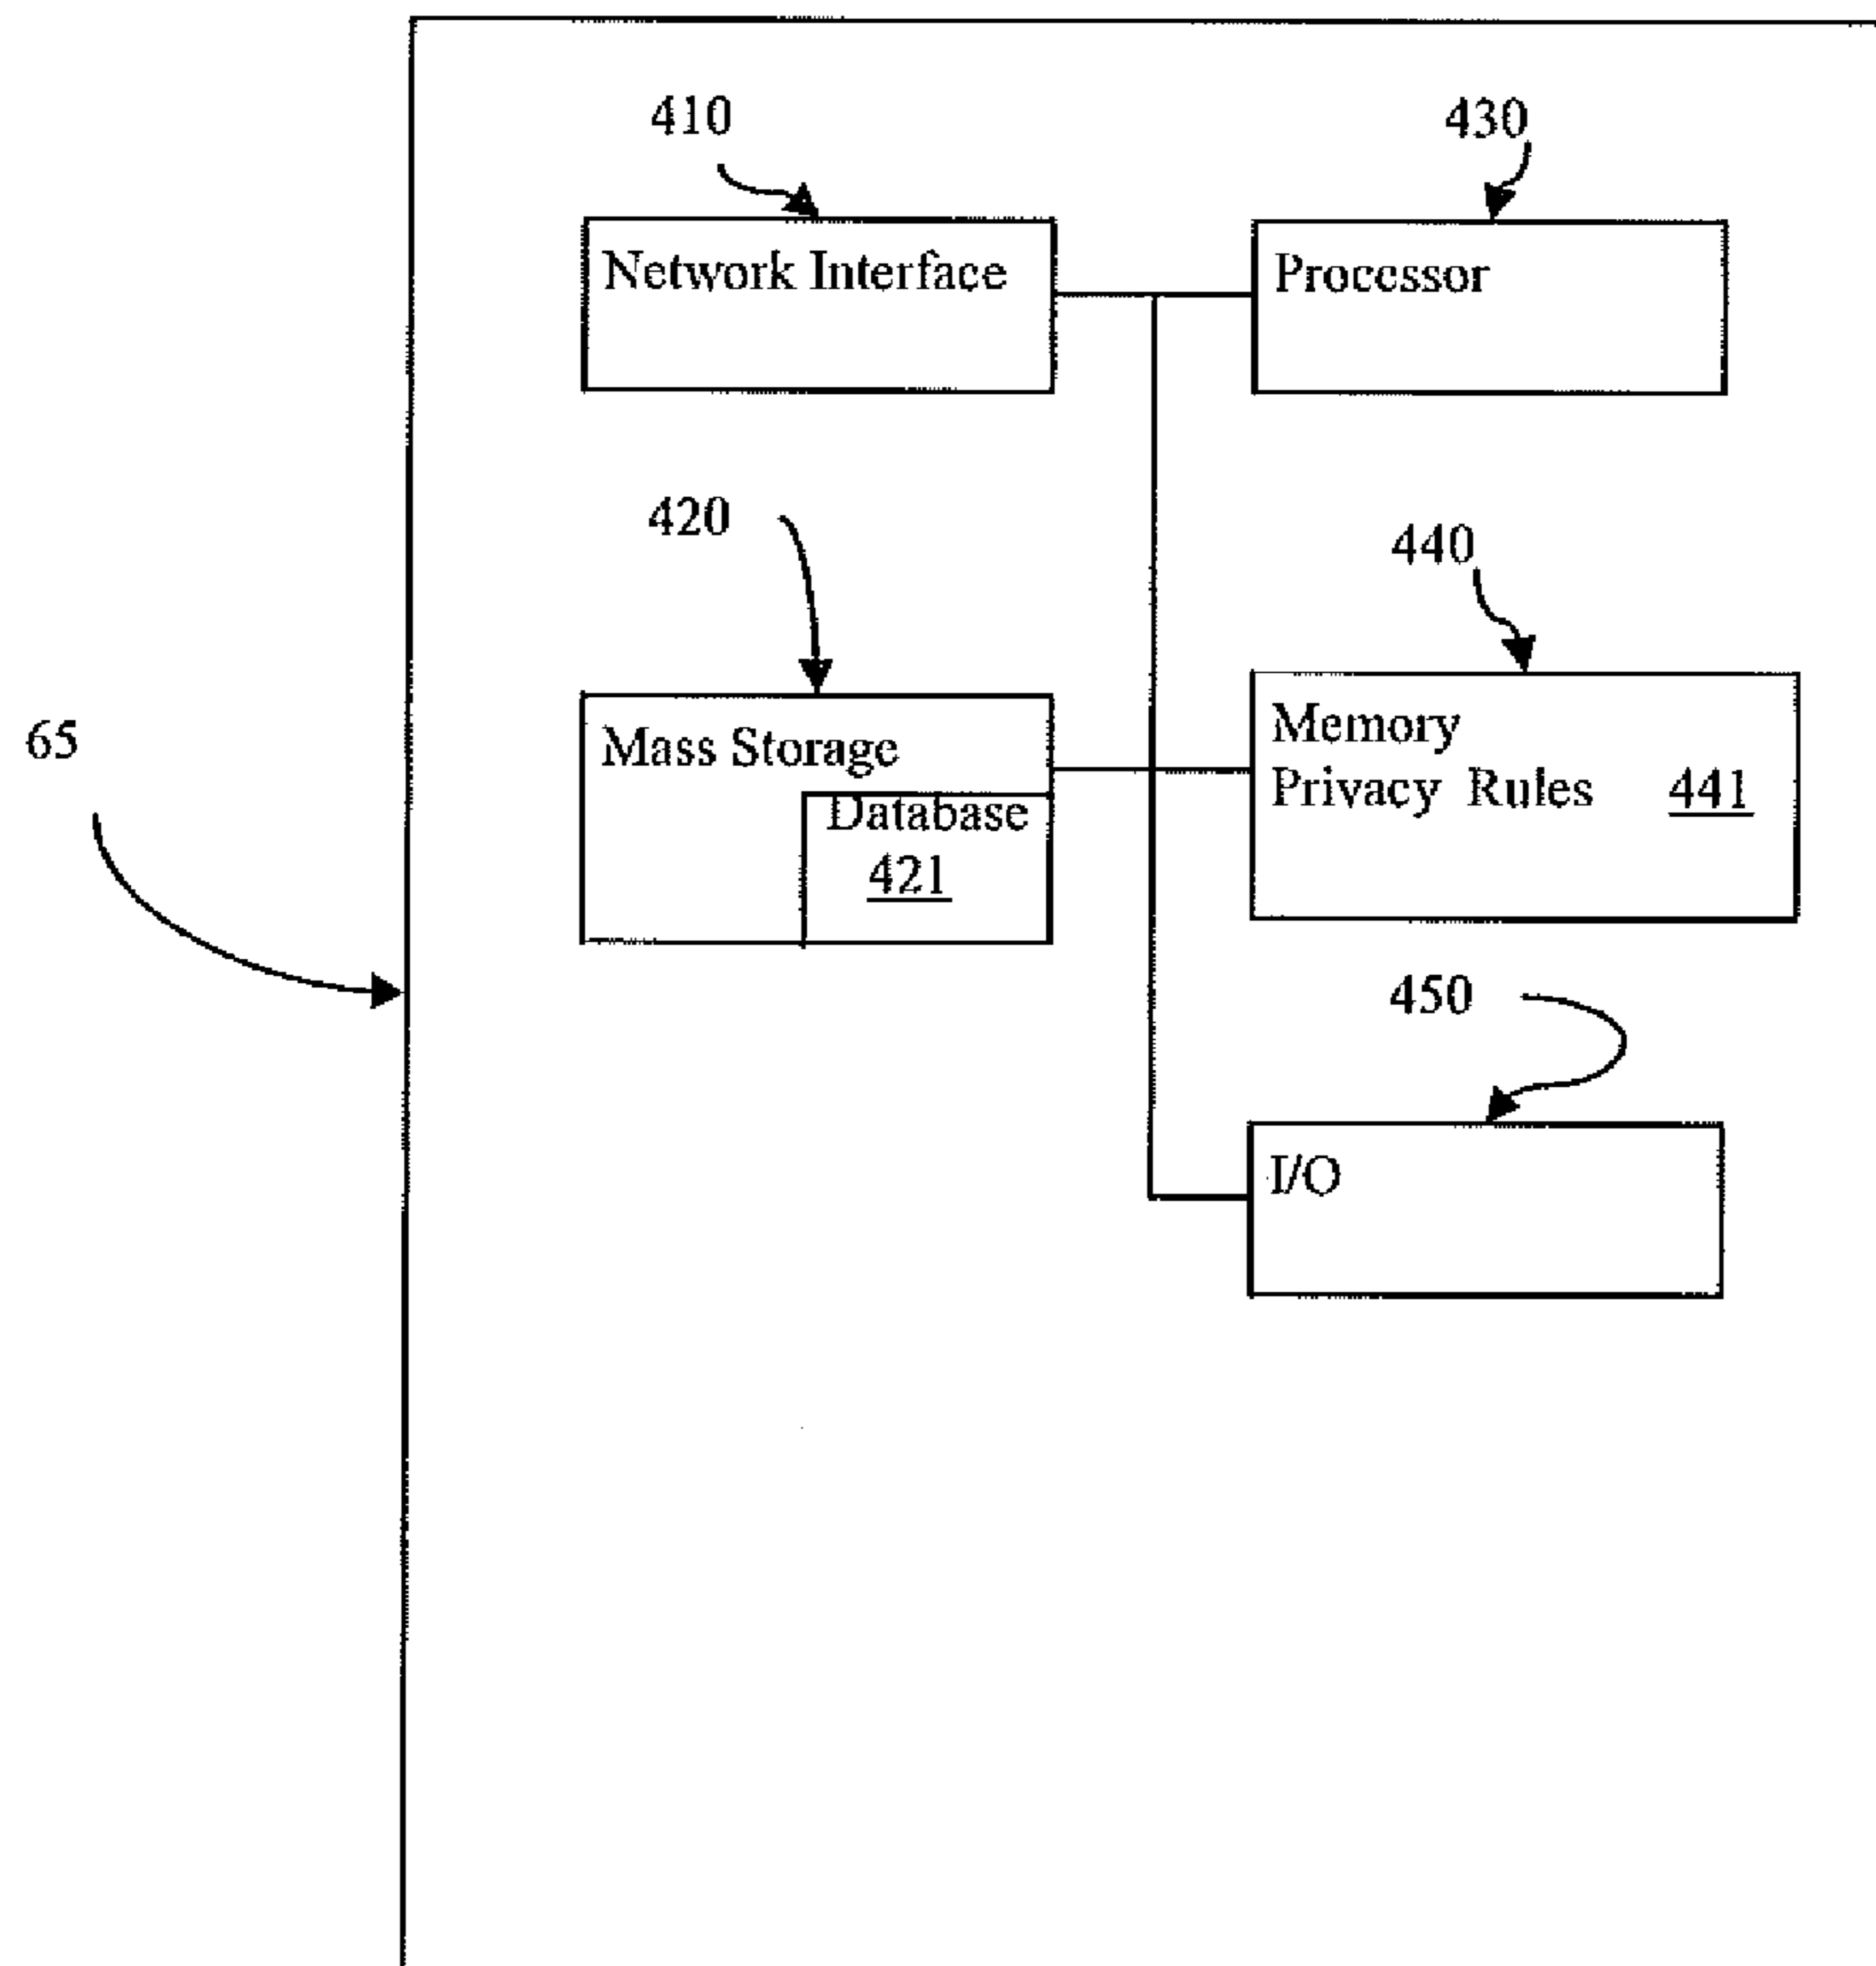 410
430
Network Interface
Processor
420
440
65
Mass Storage
Memory
Privacy Rules 441
Database
421
450
I/O